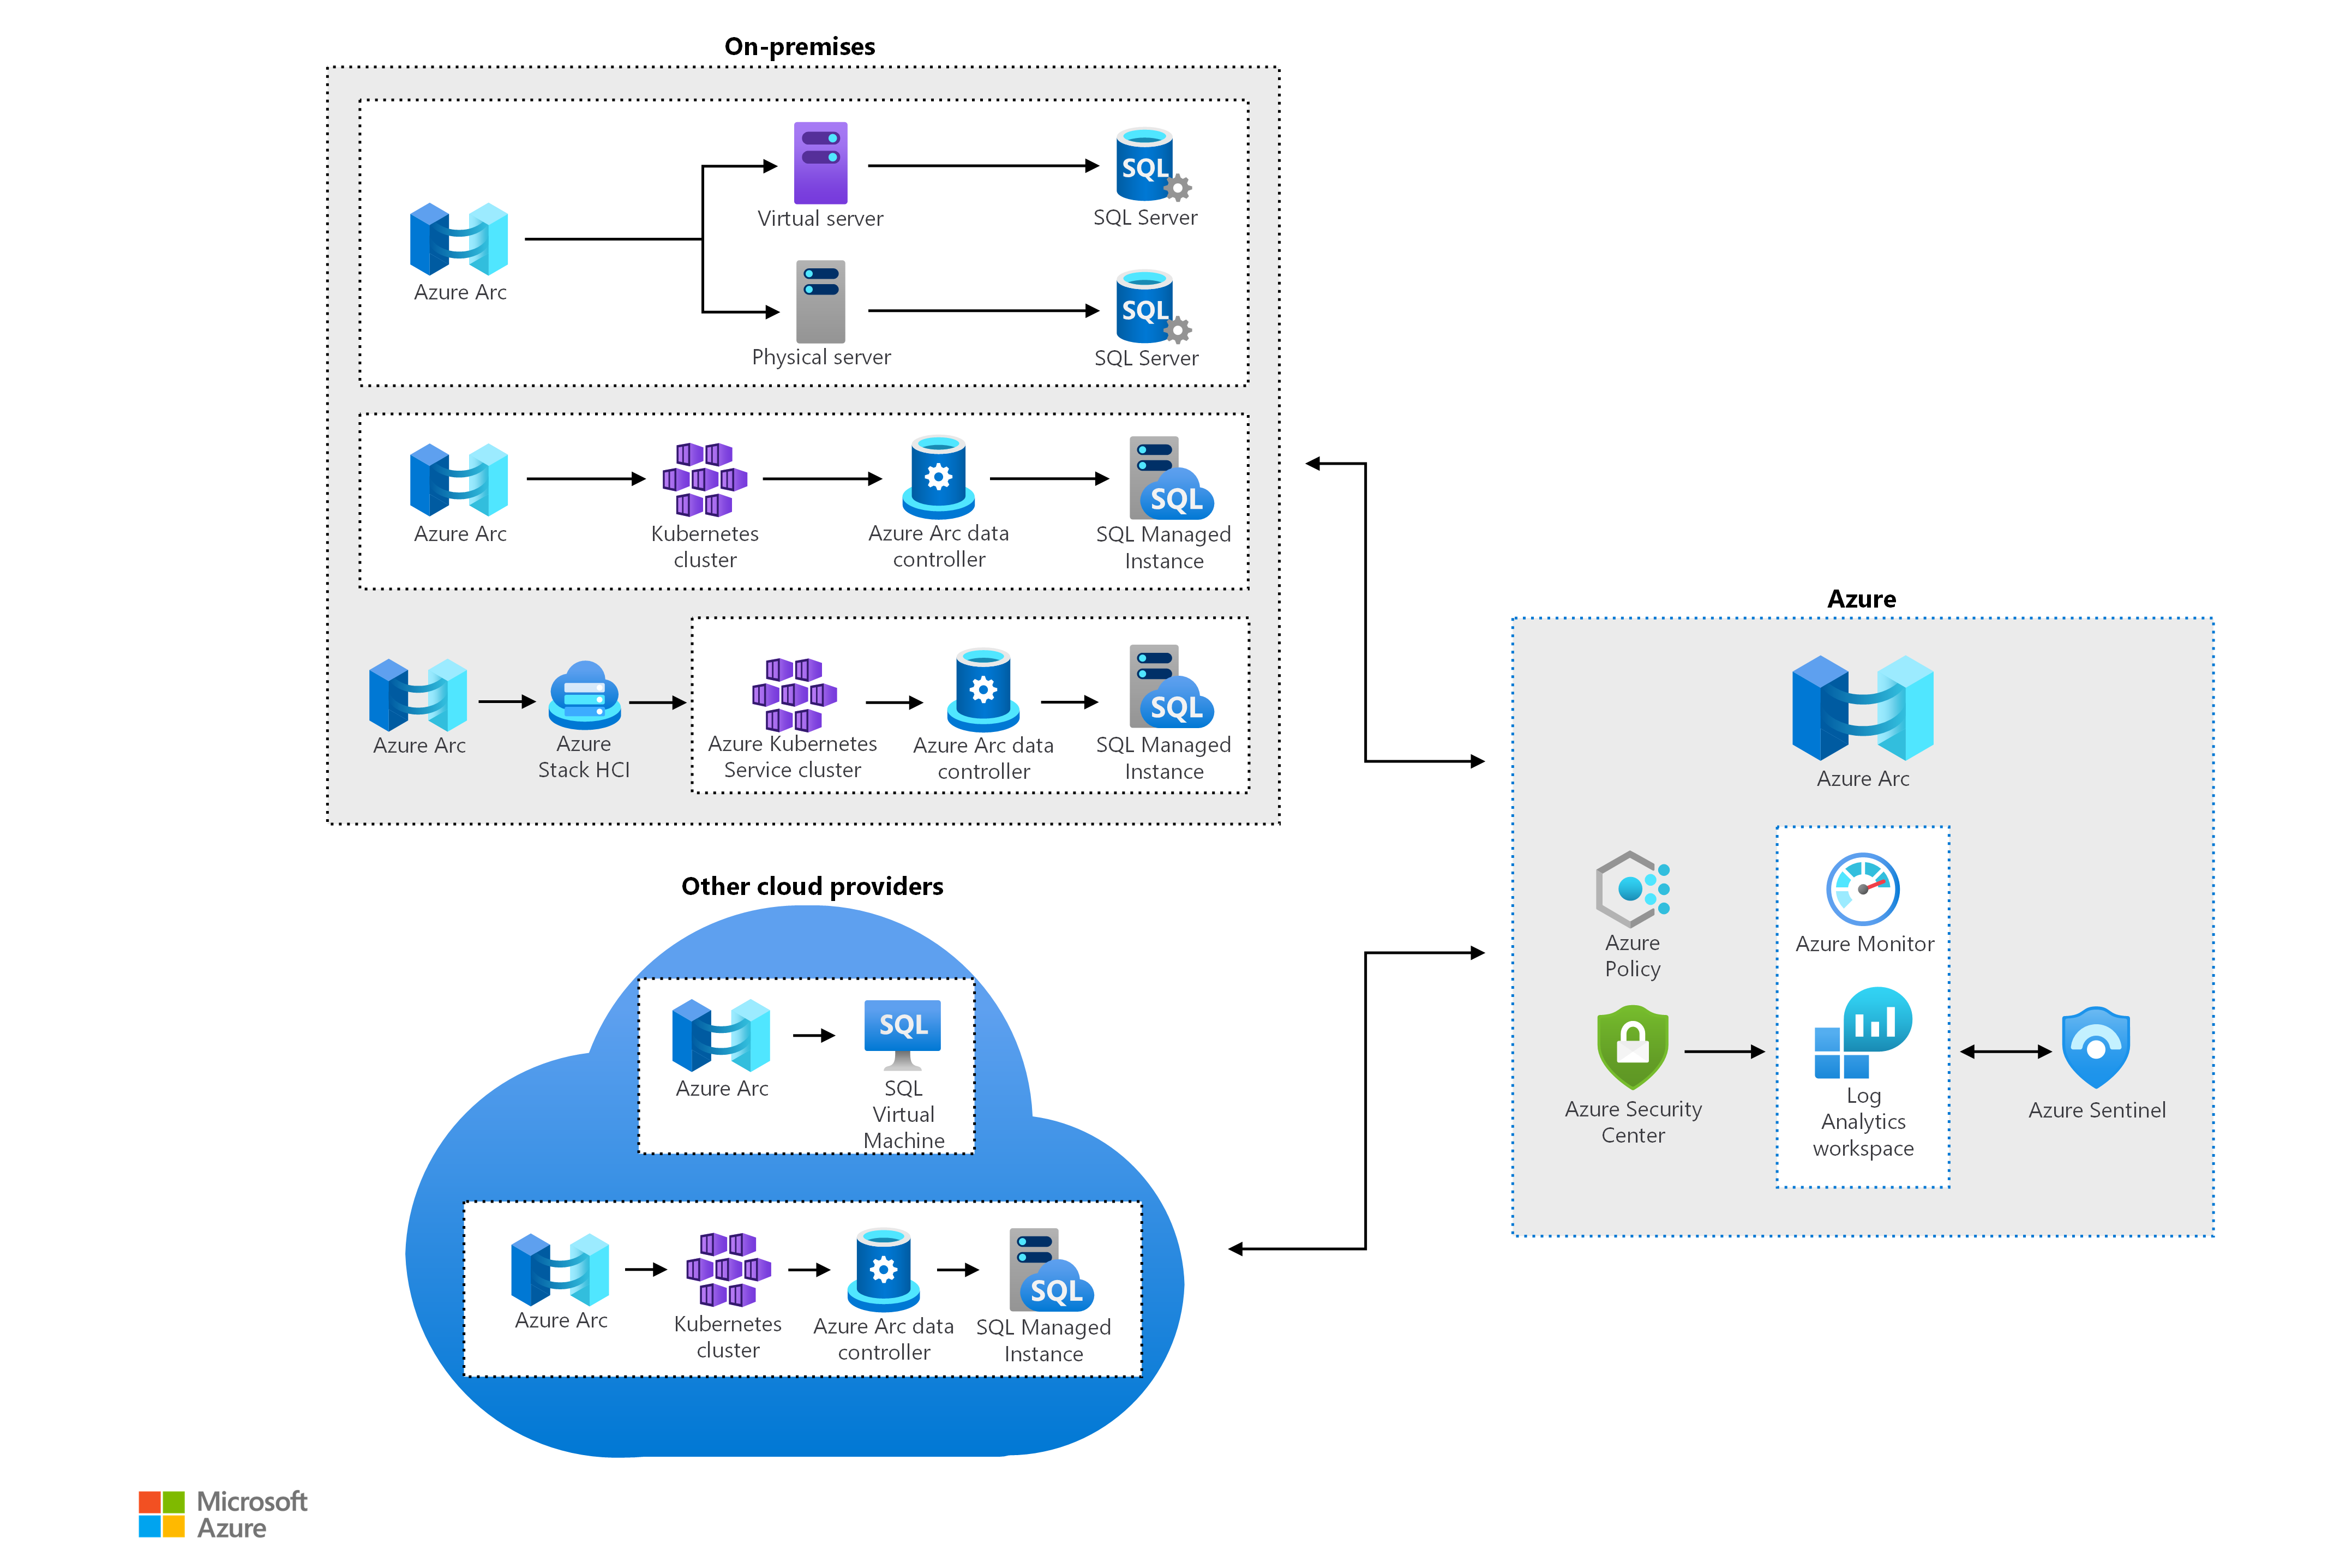 On-premises
Azure Arc
Virtual server
SQL
SQL Server
Physical server
SQL
SQL Server
Azure Arc
Kubernetes
cluster
Azure Arc data
controller
SQL
SQL Managed
Instance
Azure Arc
Azure
Stack HCI
Azure Kubernetes
Service cluster
Azure Arc data
controller
SQL
SQL Managed
Instance
Other cloud providers
Azure Arc
SQL
SQL
Virtual
Machine
Azure Arc
Kubernetes
cluster
Azure Arc data
controller
SQL
SQL Managed
Instance
Azure
Azure Arc
Azure
Policy
Azure Monitor
Azure Security
Center
Log
Analytics
workspace
Azure Sentinel
Microsoft
Azure